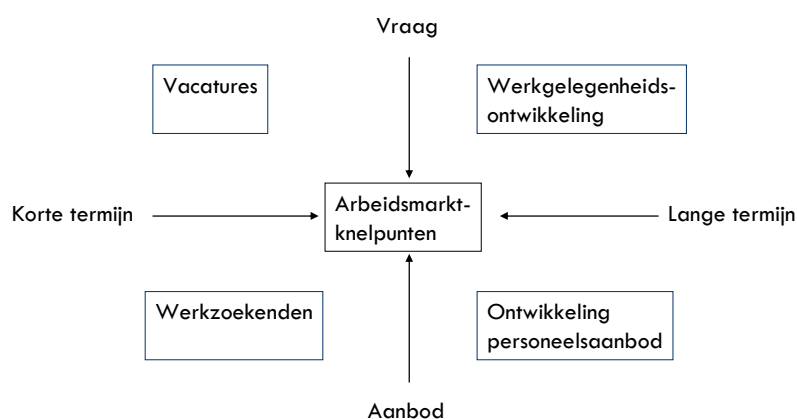 Vraag
Vacatures
Werkgelegenheids-
ontwikkeling
Korte termijn
Arbeidsmarkt-
knelpunten
Lange termijn
Werkzoekenden
Ontwikkeling
personeelsaanbod
Aanbod